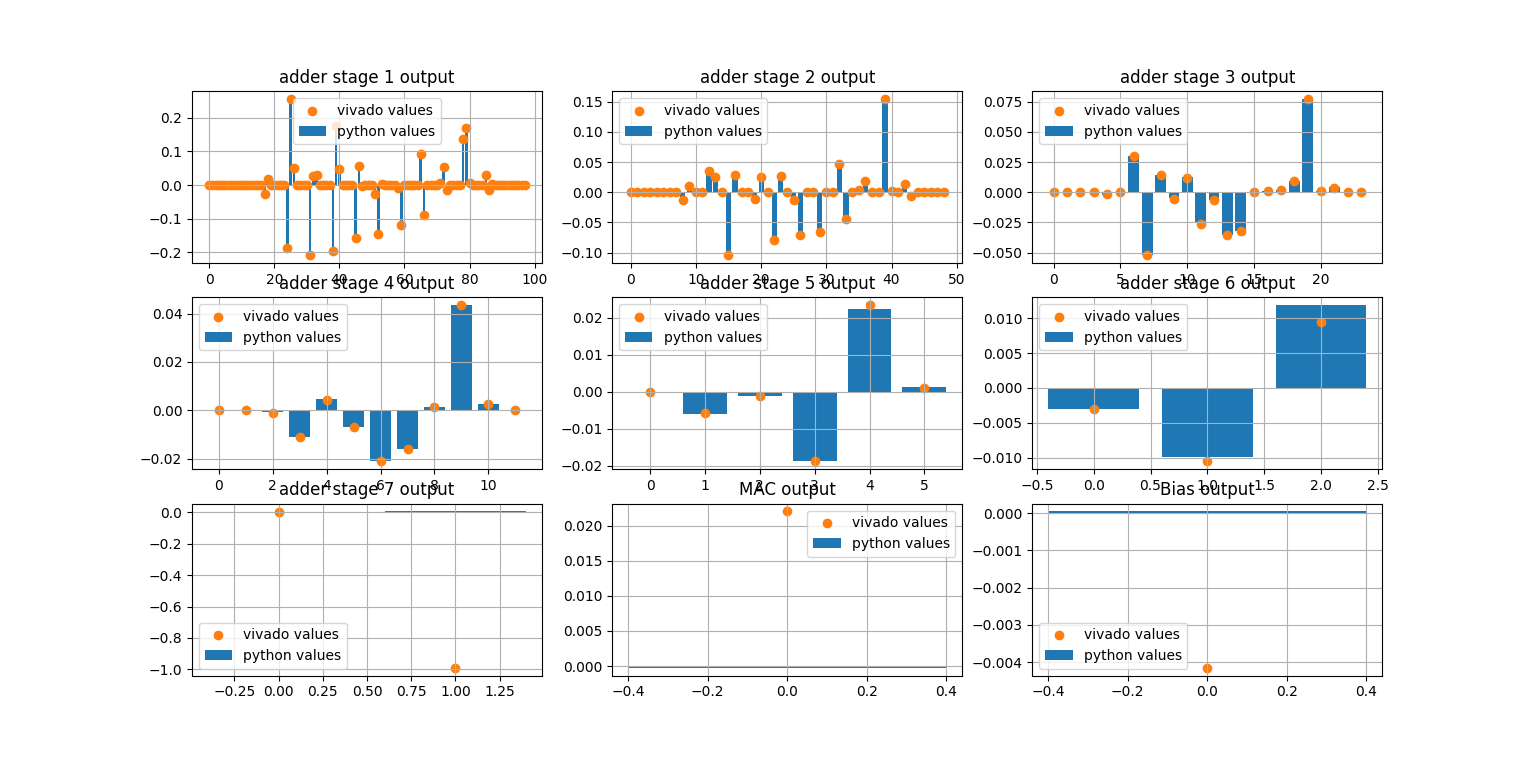 adder stage 1 output
0.2
0.1
0.0
−0.1
−0.2
vivado values
python values
0 20 40 60 80 100
adder stage 2 output
0.15
0.10
0.05
0.00
−0.05
−0.10
vivado values
python values
0 10 20 30 40 50
adder stage 3 output
0.075
0.050
0.025
0.000
−0.025
−0.050
vivado values
python values
0 5 10 15 20
adder stage 4 output
0.04
0.02
0.00
−0.02
vivado values
python values
0 2 4 6 8 10
adder stage 5 output
0.02
0.01
0.00
−0.01
−0.02
vivado values
python values
0 1 2 3 4 5
adder stage 6 output
0.010
0.005
0.000
−0.005
−0.010
vivado values
python values
−0.5 0.0 0.5 1.0 1.5 2.0 2.5
adder stage 7 output
0.0
−0.2
−0.4
−0.6
−0.8
−1.0
vivado values
python values
−0.25 0.00 0.25 0.50 0.75 1.00 1.25
MAC output
0.020
0.015
0.010
0.005
0.000
vivado values
python values
−0.4 −0.2 0.0 0.2 0.4
Bias output
0.000
−0.001
−0.002
−0.003
−0.004
vivado values
python values
−0.4 −0.2 0.0 0.2 0.4